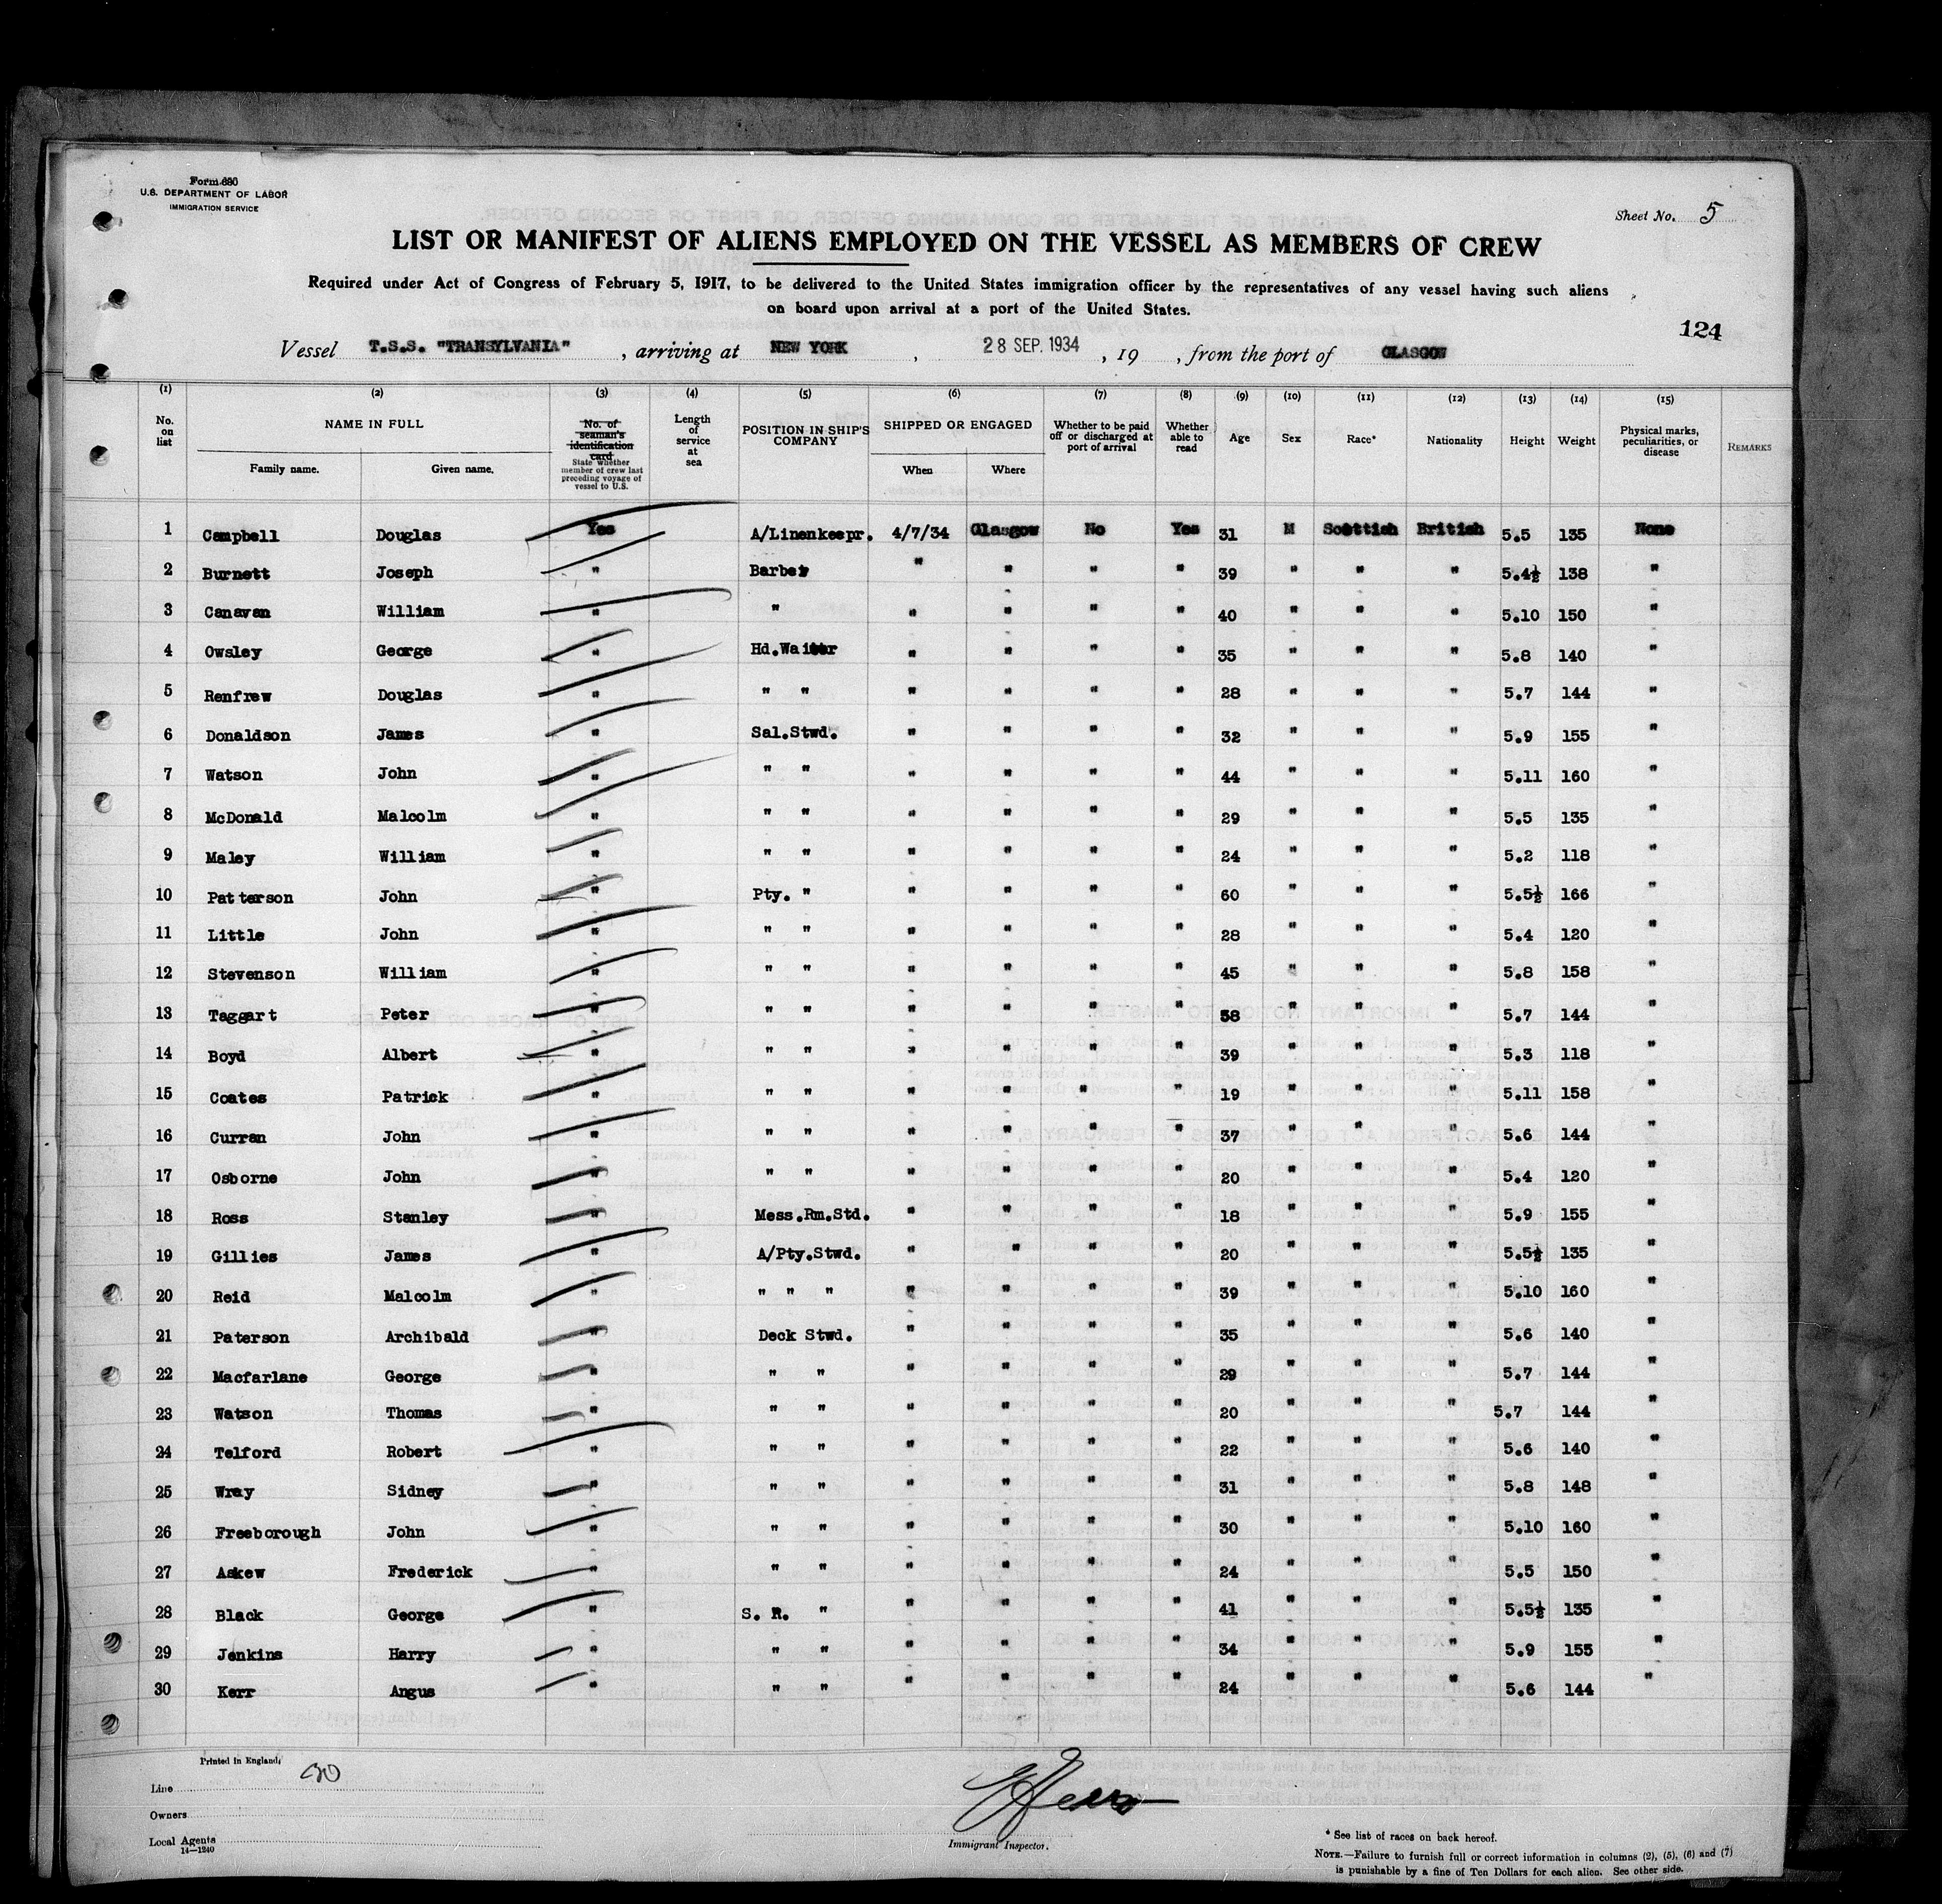 Form 680
U.S. DEPARTMENT OF LABOR
IMMIGRATION SERVICE
Sheet No. 5
LIST OR MANIFEST OF ALIENS EMPLOYED ON THE VESSEL AS MEMBERS OF CREW
Required under Act of Congress of February 5, 1917, to be delivered to the United States immigration officer by the representatives of any vessel having such aliens
on board upon arrival at a port of the United States.
124
Vessel T.S.S. "TRANSYLVANIA", arriving at NEW YORK, 28 SEP. 1934, 19 , from the port of GLASGOW
(1) (2) (3) (4) (5) (6) (7) (8) (9) (10) (11) (12) (13) (14) (15)
No. on list NAME IN FULL Family name. Given name. No. of seaman's identification card State whether member of crew last preceding voyage of vessel to U.S. Length of service at sea POSITION IN SHIP'S COMPANY SHIPPED OR ENGAGED When Where Whether to be paid off or discharged at port of arrival Whether able to read Age Sex Race* Nationality Height Weight Physical marks, peculiarities, or disease REMARKS
1 Campbell Douglas Yes A/Linenkeepr. 4/7/34 Glasgow No Yes 31 M Scottish British 5.5 135 None
2 Burnett Joseph " Barber " " " " 39 " " " 5.4½ 138 "
3 Canavan William " " " " " " 40 " " " 5.10 150 "
4 Owsley George " Hd.Waiter " " " " 35 " " " 5.8 140 "
5 Renfrew Douglas " " " " " " " 28 " " " 5.7 144 "
6 Donaldson James " Sal.Stwd. " " " " 32 " " " 5.9 155 "
7 Watson John " " " " " " " 44 " " " 5.11 160 "
8 McDonald Malcolm " " " " " " " 29 " " " 5.5 135 "
9 Maley William " " " " " " " 24 " " " 5.2 118 "
10 Patterson John " Pty. " " " " " 60 " " " 5.5½ 166 "
11 Little John " " " " " " " 28 " " " 5.4 120 "
12 Stevenson William " " " " " " " 45 " " " 5.8 158 "
13 Taggart Peter " " " " " " " 58 " " " 5.7 144 "
14 Boyd Albert " " " " " " " 39 " " " 5.3 118 "
15 Coates Patrick " " " " " " " 19 " " " 5.11 158 "
16 Curran John " " " " " " " 37 " " " 5.6 144 "
17 Osborne John " " " " " " " 20 " " " 5.4 120 "
18 Ross Stanley " Mess.Rm.Std. " " " " 18 " " " 5.9 155 "
19 Gillies James " A/Pty.Stwd. " " " " 20 " " " 5.5½ 135 "
20 Reid Malcolm " " " " " " " " 39 " " " 5.10 160 "
21 Paterson Archibald " Deck Stwd. " " " " 35 " " " 5.6 140 "
22 Macfarlane George " " " " " " " 29 " " " 5.7 144 "
23 Watson Thomas " " " " " " " 20 " " " 5.7 144 "
24 Telford Robert " " " " " " " 22 " " " 5.6 140 "
25 Wray Sidney " " " " " " " 31 " " " 5.8 148 "
26 Freeborough John " " " " " " " 30 " " " 5.10 160 "
27 Askew Frederick " " " " " " " 24 " " " 5.5 150 "
28 Black George " S. R. " " " " " 41 " " " 5.5½ 135 "
29 Jenkins Harry " " " " " " " 34 " " " 5.9 155 "
30 Kerr Angus " " " " " " " 24 " " " 5.6 144 "
Printed in England.
30
Line
Owners
Local Agents
14—1240
Immigrant Inspector.
* See list of races on back hereof.
NOTE.—Failure to furnish full or correct information in columns (2), (5), (6) and (7)
is punishable by a fine of Ten Dollars for each alien. See other side.